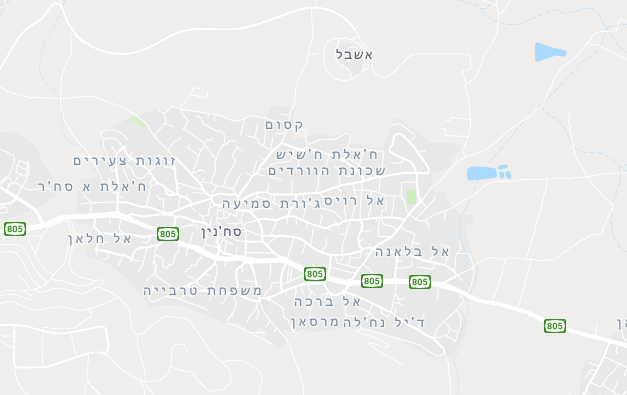 אשבל
קסום
ח'אלת ח'שיש
זוגות צעירים
שכונת הוורדים
ח'אלת א סח'ר
אל רויס
ג'ורת סמיעה
805
805
סח'נין
אל חלאן
אל בלאנה
805
805
805
משפחת טרבייה
אל ברכה
ד'יל נח'לה
מרסאן
805